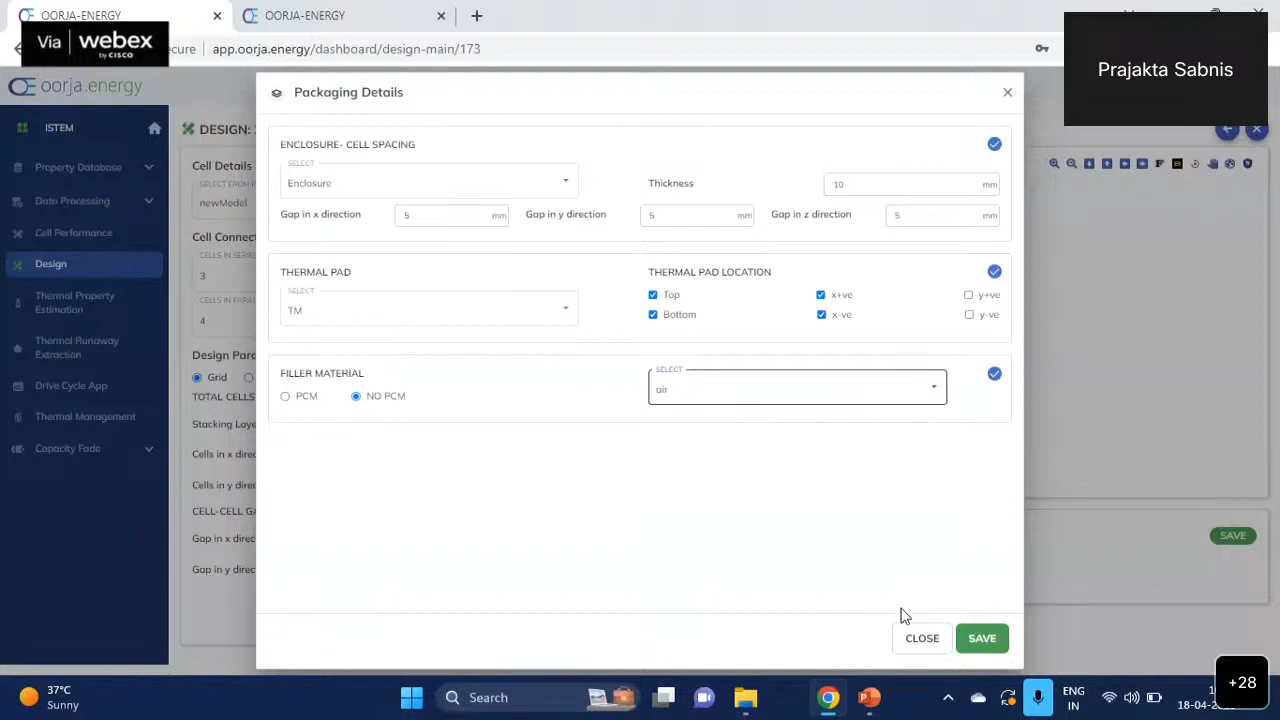 OORJA-ENERGY
OORJA-ENERGY
Via webex
by CISCO
ecure
app.oorja.energy/dashboard/design-main/173
Prajakta Sabnis
oorja.energy
Packaging Details
ISTEM
DESIGN:
Property Database
Data Processing
Cell Performance
Design
Thermal Property
Estimation
Thermal Runaway
Extraction
Drive Cycle App
Thermal Management
Capacity Fade
Cell Details
newModel
Cell Connect
CELLS IN SERIES
3
4
Design Para
Grid
TOTAL CELLS
Stacking Laye
Cells in x direc
Cells in y direc
CELL-CELL GA
Gap in x direc
Gap in y direc
ENCLOSURE- CELL SPACING
SELECT
Enclosure
Thickness
10 mm
Gap in x direction
5 mm
Gap in y direction
5 mm
Gap in z direction
5 mm
THERMAL PAD
SELECT
TM
THERMAL PAD LOCATION
Top
x+ve
y+ve
Bottom
x-ve
y-ve
FILLER MATERIAL
PCM
NO PCM
SELECT
air
SAVE
CLOSE
SAVE
37°C
Sunny
Search
ENG
IN
18-04-2
+28